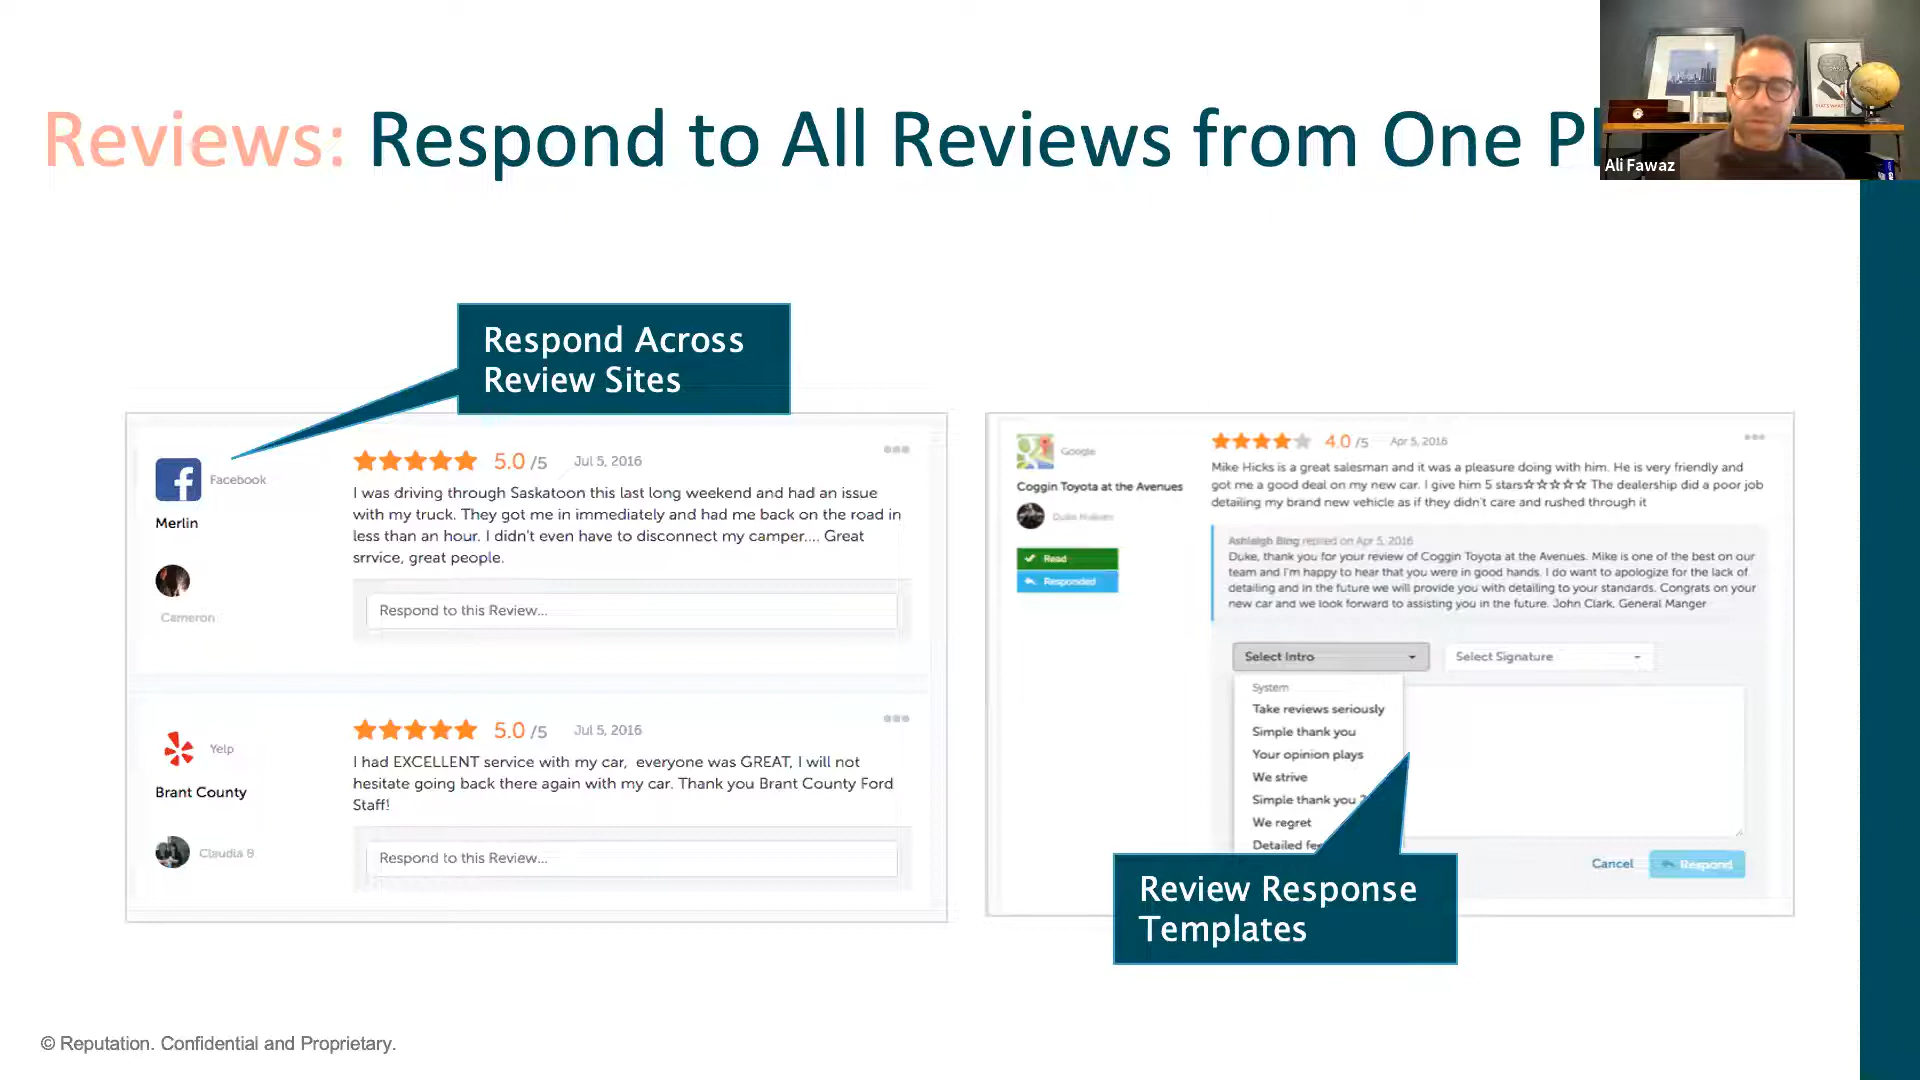 Reviews: Respond to All Reviews from One Pl
Ali Fawaz
Respond Across
Review Sites
Facebook
Merlin
Cameron
5.0 /5 Jul 5, 2016
I was driving through Saskatoon this last long weekend and had an issue
with my truck. They got me in immediately and had me back on the road in
less than an hour. I didn't even have to disconnect my camper.... Great
srrvice, great people.
Respond to this Review...
Yelp
Brant County
Claudia B
5.0 /5 Jul 5, 2016
I had EXCELLENT service with my car, everyone was GREAT, I will not
hesitate going back there again with my car. Thank you Brant County Ford
Staff!
Respond to this Review...
Google
Coggin Toyota at the Avenues
Read
Responded
4.0 /5 Apr 5, 2016
Mike Hicks is a great salesman and it was a pleasure doing with him. He is very friendly and
got me a good deal on my new car. I give him 5 stars☆☆☆☆☆ The dealership did a poor job
detailing my brand new vehicle as if they didn't care and rushed through it
Ashleigh Bing replied on Apr 5, 2016
Duke, thank you for your review of Coggin Toyota at the Avenues. Mike is one of the best on our
team and I'm happy to hear that you were in good hands. I do want to apologize for the lack of
detailing and in the future we will provide you with detailing to your standards. Congrats on your
new car and we look forward to assisting you in the future. John Clark, General Manger
Select Intro
Select Signature
System
Take reviews seriously
Simple thank you
Your opinion plays
We strive
Simple thank you 2
We regret
Detailed
Cancel
Respond
Review Response
Templates
© Reputation. Confidential and Proprietary.